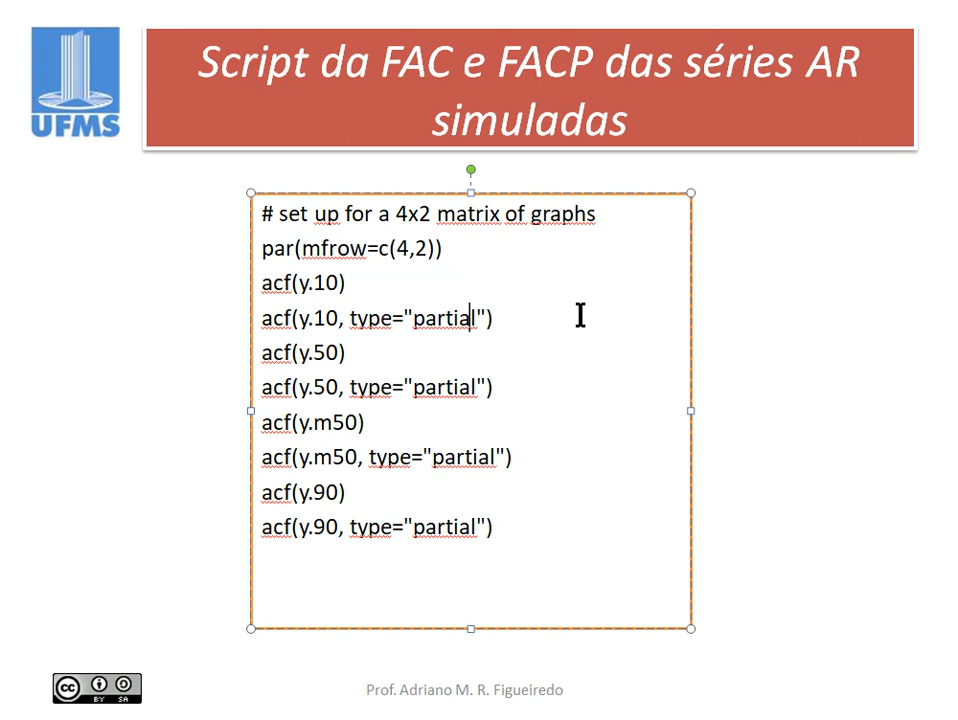 UFMS
Script da FAC e FACP das séries AR
simuladas
# set up for a 4x2 matrix of graphs
par(mfrow=c(4,2))
acf(y.10)
acf(y.10, type="partial")
acf(y.50)
acf(y.50, type="partial")
acf(y.m50)
acf(y.m50, type="partial")
acf(y.90)
acf(y.90, type="partial")
cc BY SA
Prof. Adriano M. R. Figueiredo